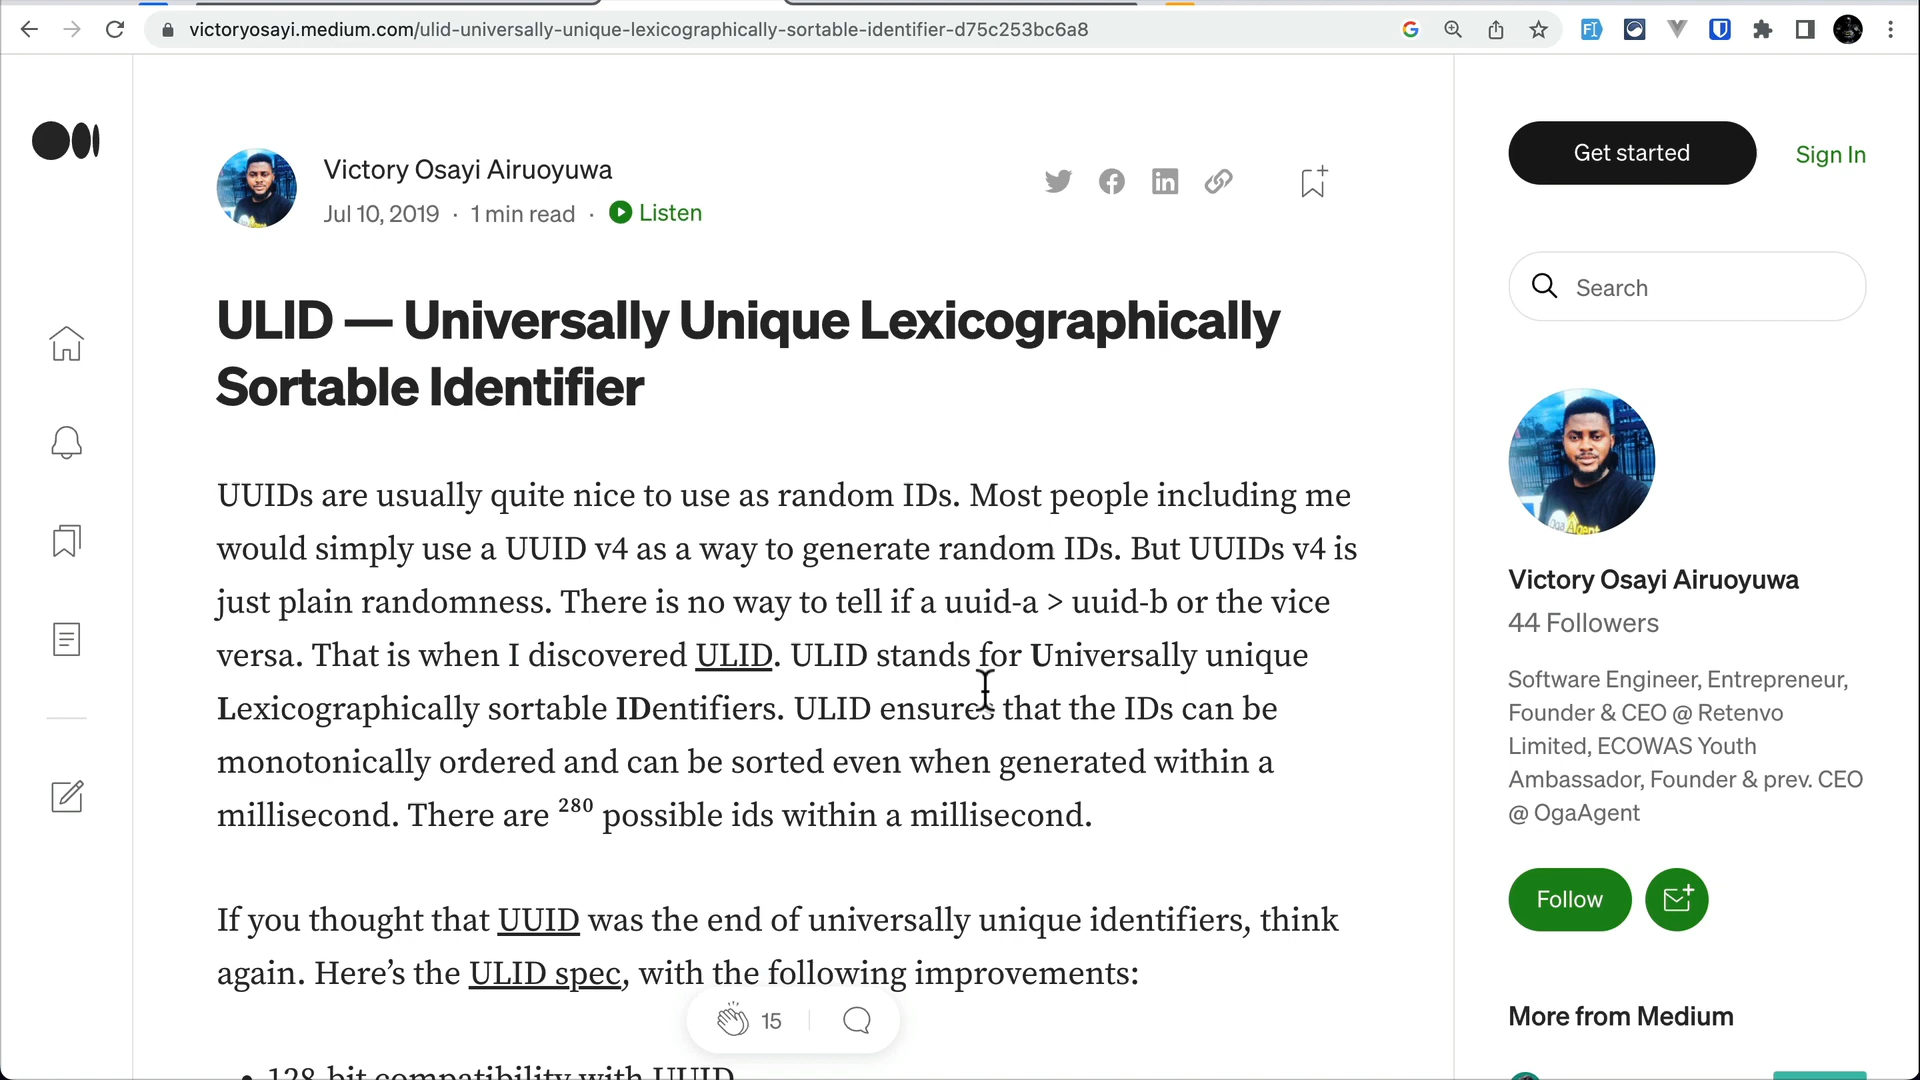 victoryosayi.medium.com/ulid-universally-unique-lexicographically-sortable-identifier-d75c253bc6a8
Victory Osayi Airuoyuwa
Jul 10, 2019 · 1 min read · Listen
ULID — Universally Unique Lexicographically
Sortable Identifier
UUIDs are usually quite nice to use as random IDs. Most people including me
would simply use a UUID v4 as a way to generate random IDs. But UUIDs v4 is
just plain randomness. There is no way to tell if a uuid-a > uuid-b or the vice
versa. That is when I discovered ULID. ULID stands for Universally unique
Lexicographically sortable IDentifiers. ULID ensures that the IDs can be
monotonically ordered and can be sorted even when generated within a
millisecond. There are ²⁸⁰ possible ids within a millisecond.
If you thought that UUID was the end of universally unique identifiers, think
again. Here’s the ULID spec, with the following improvements:
15
• 128-bit compatibility with UUID
Get started
Sign In
Search
Victory Osayi Airuoyuwa
44 Followers
Software Engineer, Entrepreneur,
Founder & CEO @ Retenvo
Limited, ECOWAS Youth
Ambassador, Founder & prev. CEO
@ OgaAgent
Follow
More from Medium